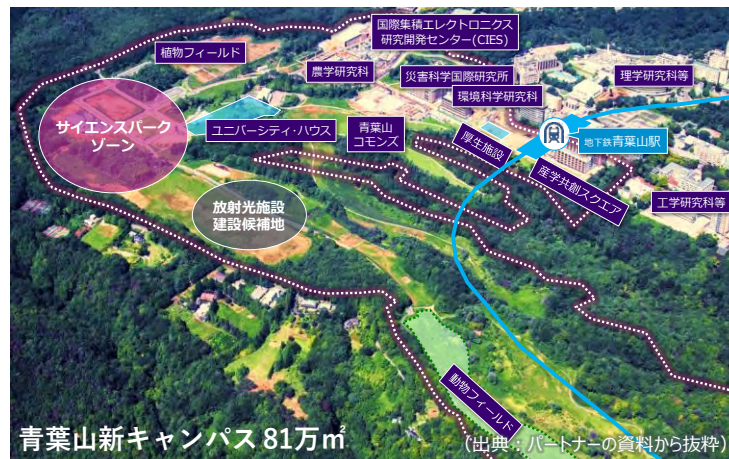 国際集積エレクトロニクス
研究開発センター(CIES)
植物フィールド
農学研究科
災害科学国際研究所
理学研究科等
環境科学研究科
サイエンスパーク
ゾーン
ユニバーシティ・ハウス
青葉山
コモンズ
厚生施設
地下鉄青葉山駅
産学共創スクエア
工学研究科等
放射光施設
建設候補地
動物フィールド
青葉山新キャンパス 81万㎡
(出典：パートナーの資料から抜粋)